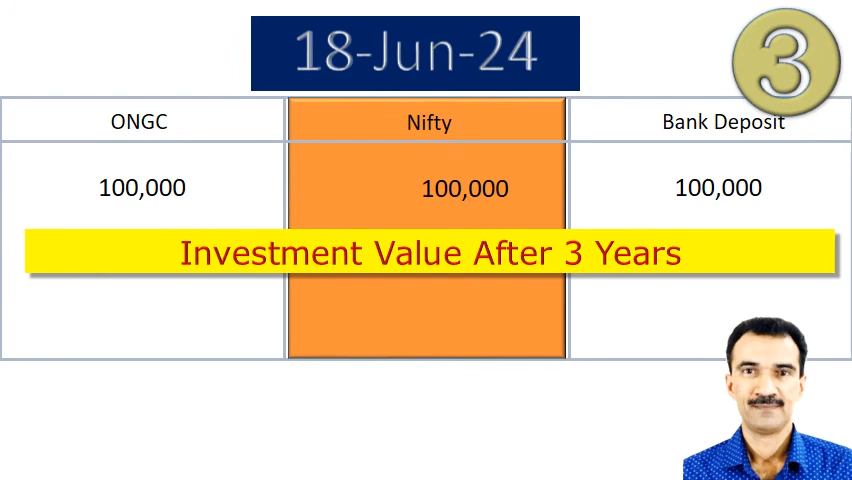 18-Jun-24
3
ONGC Nifty Bank Deposit
100,000 100,000 100,000
Investment Value After 3 Years